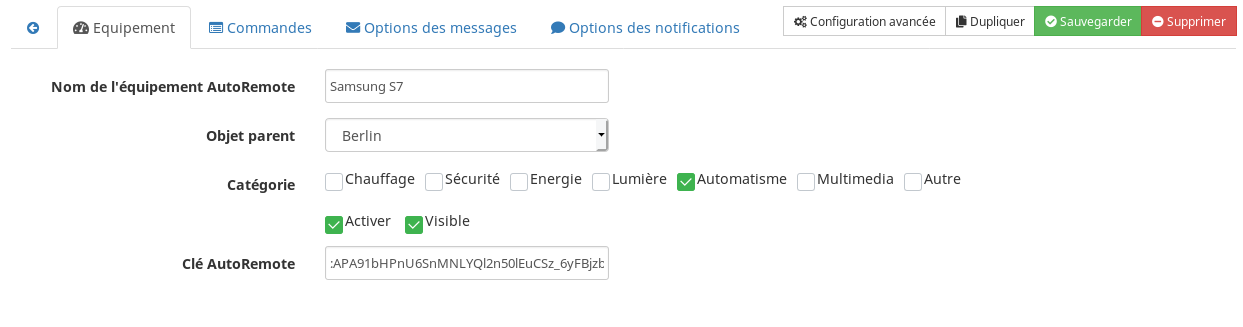 Equipement Commandes Options des messages Options des notifications Configuration avancée Dupliquer Sauvegarder Supprimer
Nom de l'équipement AutoRemote Samsung S7
Objet parent Berlin
Catégorie Chauffage Sécurité Energie Lumière Automatisme Multimedia Autre
Activer Visible
Clé AutoRemote :APA91bHPnU6SnMNLYQl2n50lEuCSz_6yFBjzb